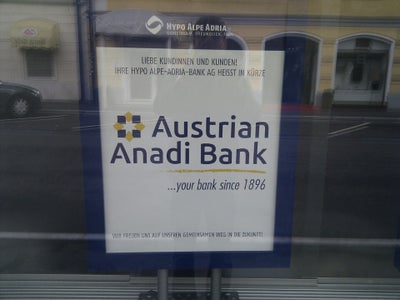 HYPO ALPE ADRIA
LIEBE KUNDINNEN UND KUNDEN!
IHRE HYPO ALPE-ADRIA-BANK AG HEISST IN KÜRZE
Austrian
Anadi Bank
...your bank since 1896
WIR FREUEN UNS AUF UNSEREN GEMEINSAMEN WEG IN DIE ZUKUNFT!